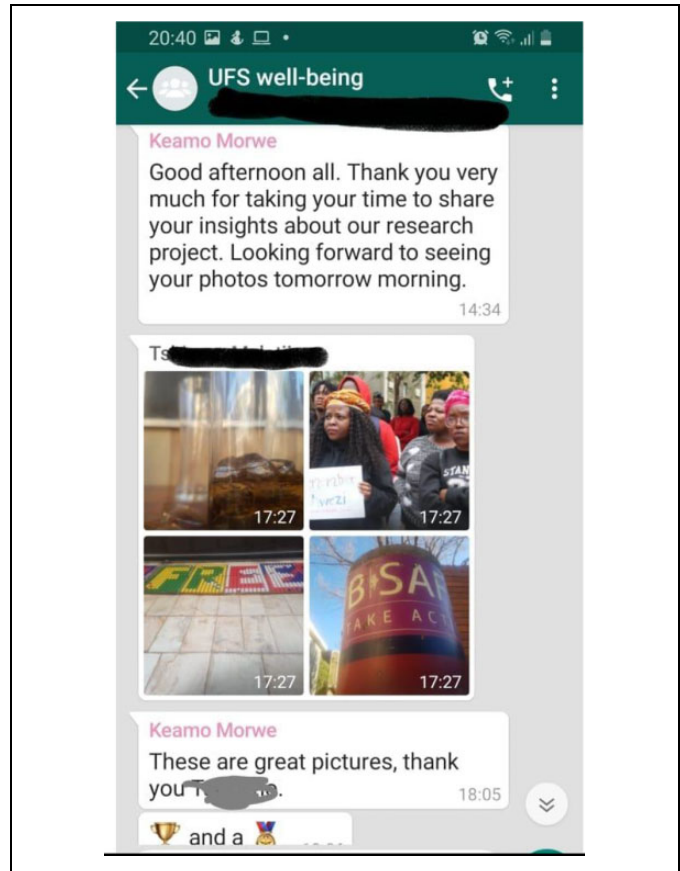 20:40
UFS well-being
Keamo Morwe
Good afternoon all. Thank you very
much for taking your time to share
your insights about our research
project. Looking forward to seeing
your photos tomorrow morning.
14:34
17:27
STAN
17:27
FREE
17:27
B SAF
TAKE ACT
17:27
Keamo Morwe
These are great pictures, thank
you
18:05
and a